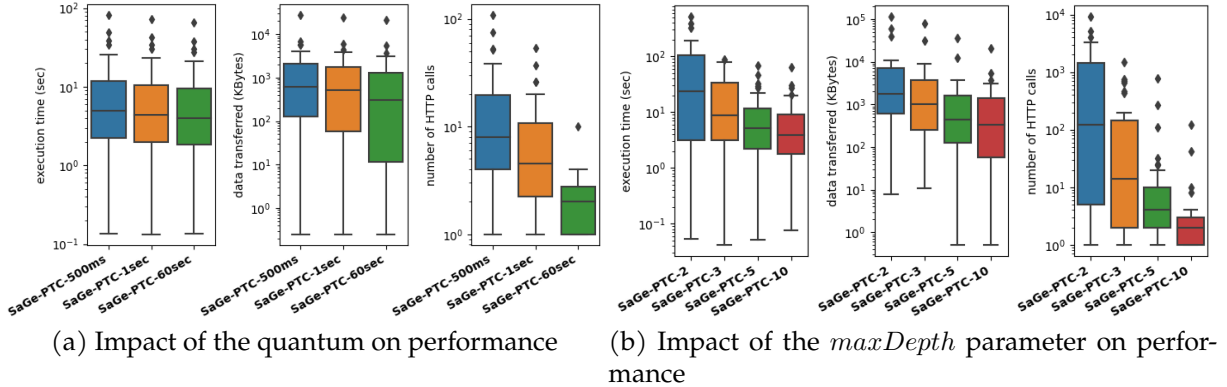 execution time (sec)
10²
10¹
10⁰
10⁻¹
SaGe-PTC-500ms
SaGe-PTC-1sec
SaGe-PTC-60sec
data transferred (KBytes)
10⁴
10³
10²
10¹
10⁰
SaGe-PTC-500ms
SaGe-PTC-1sec
SaGe-PTC-60sec
number of HTTP calls
10²
10¹
10⁰
SaGe-PTC-500ms
SaGe-PTC-1sec
SaGe-PTC-60sec
(a) Impact of the quantum on performance
execution time (sec)
10²
10¹
10⁰
10⁻¹
SaGe-PTC-2
SaGe-PTC-3
SaGe-PTC-5
SaGe-PTC-10
data transferred (KBytes)
10⁵
10⁴
10³
10²
10¹
10⁰
SaGe-PTC-2
SaGe-PTC-3
SaGe-PTC-5
SaGe-PTC-10
number of HTTP calls
10⁴
10³
10²
10¹
10⁰
SaGe-PTC-2
SaGe-PTC-3
SaGe-PTC-5
SaGe-PTC-10
(b) Impact of the maxDepth parameter on perfor-
mance